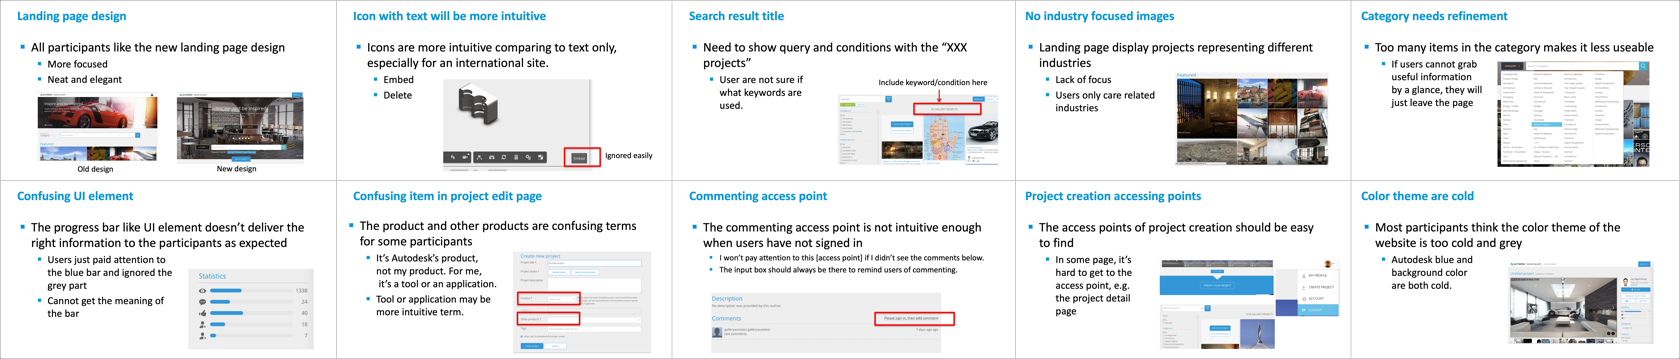 Landing page design
All participants like the new landing page design
More focused
Neat and elegant
Old design
New design
Icon with text will be more intuitive
Icons are more intuitive comparing to text only,
especially for an international site.
Embed
Delete
Embed
Ignored easily
Search result title
Need to show query and conditions with the “XXX
projects”
User are not sure if
what keywords are
used.
Include keyword/condition here
No industry focused images
Landing page display projects representing different
industries
Lack of focus
Users only care related
industries
Featured
Category needs refinement
Too many items in the category makes it less useable
If users cannot grab
useful information
by a glance, they will
just leave the page
Confusing UI element
The progress bar like UI element doesn’t deliver the
right information to the participants as expected
Users just paid attention to
the blue bar and ignored the
grey part
Cannot get the meaning of
the bar
Statistics
1338
24
40
18
7
Confusing item in project edit page
The product and other products are confusing terms
for some participants
It’s Autodesk’s product,
not my product. For me,
it’s a tool or an application.
Tool or application may be
more intuitive term.
Create new project
Commenting access point
The commenting access point is not intuitive enough
when users have not signed in
I won’t pay attention to this [access point] if I didn’t see the comments below.
The input box should always be there to remind users of commenting.
Description
No description was provided by this author
Comments
Please sign in, then add comment
7 days ago
Project creation accessing points
The access points of project creation should be easy
to find
In some page, it’s
hard to get to the
access point, e.g.
the project detail
page
MY PROFILE
CREATE PROJECT
ACCOUNT
Color theme are cold
Most participants think the color theme of the
website is too cold and grey
Autodesk blue and
background color
are both cold.